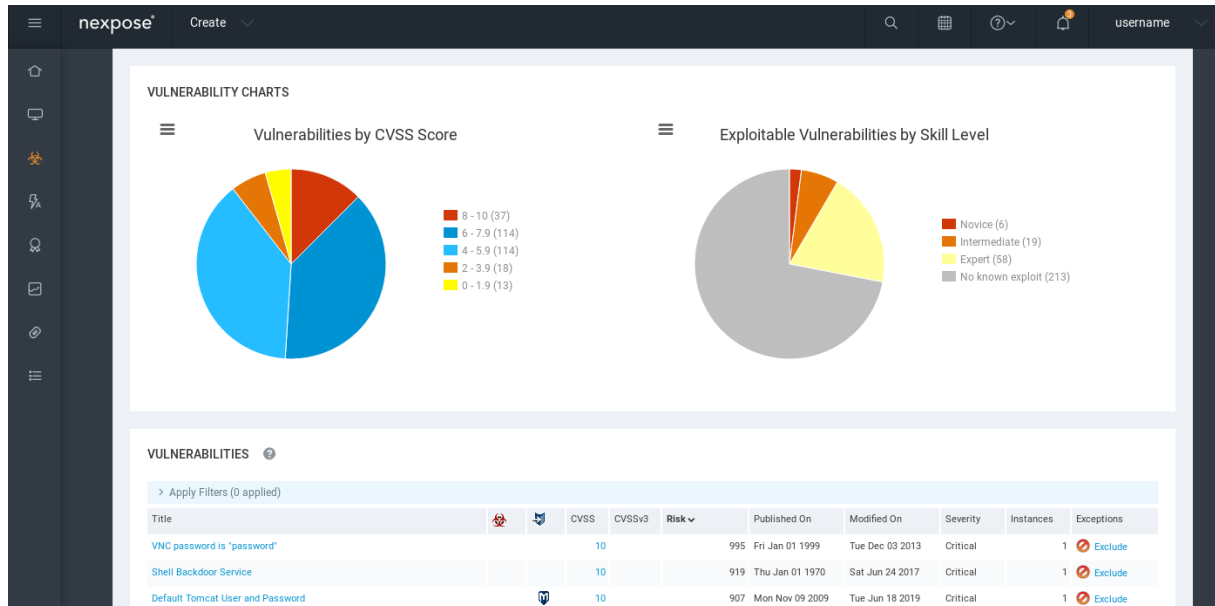 nexpose® Create username
3
VULNERABILITY CHARTS
Vulnerabilities by CVSS Score
8 - 10 (37)
6 - 7.9 (114)
4 - 5.9 (114)
2 - 3.9 (18)
0 - 1.9 (13)
Exploitable Vulnerabilities by Skill Level
Novice (6)
Intermediate (19)
Expert (58)
No known exploit (213)
VULNERABILITIES ?
> Apply Filters (0 applied)
Title CVSS CVSSv3 Risk Published On Modified On Severity Instances Exceptions
VNC password is "password" 10 995 Fri Jan 01 1999 Tue Dec 03 2013 Critical 1 Exclude
Shell Backdoor Service 10 919 Thu Jan 01 1970 Sat Jun 24 2017 Critical 1 Exclude
Default Tomcat User and Password M 10 907 Mon Nov 09 2009 Tue Jun 18 2019 Critical 1 Exclude